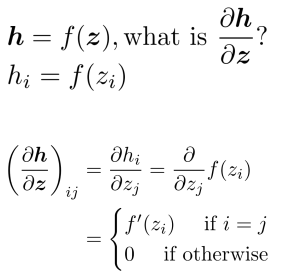 h = f(z), what is ∂h/∂z?
h_i = f(z_i)
(∂h/∂z)_ij = ∂h_i/∂z_j = ∂/∂z_j f(z_i)
= { f'(z_i) if i = j
0 if otherwise